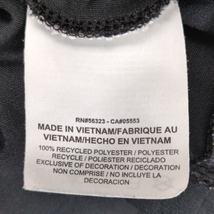 RN#56323 - CA#05553
MADE IN VIETNAM/FABRIQUE AU
VIETNAM/HECHO EN VIETNAM
100% RECYCLED POLYESTER / POLYESTER
RECYCLE / POLIESTER RECICLADO
EXCLUSIVE OF DECORATION / DECORATION
NON COMPRISE / NO INCLUYE LA
DECORACION